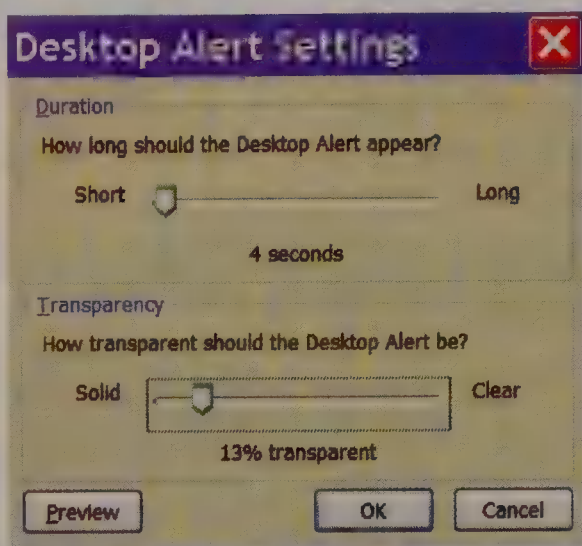 Desktop Alert Settings
Duration
How long should the Desktop Alert appear?
Short Long
4 seconds
Transparency
How transparent should the Desktop Alert be?
Solid Clear
13% transparent
Preview OK Cancel